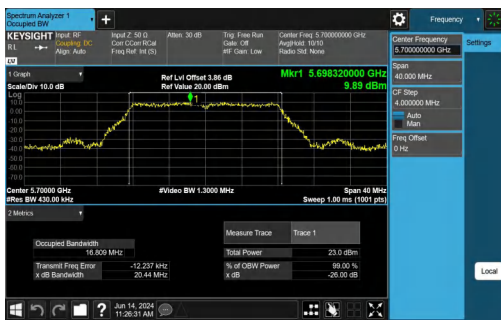 Spectrum Analyzer 1
Occupied BW
Frequency
KEYSIGHT Input: RF Input Z: 50 Ω Atten: 30 dB Trig: Free Run Center Freq: 5.700000000 GHz
RL Coupling: DC Corr CCorr RCal Gate: Off Avg|Hold: 10/10
Align: Auto Freq Ref: Int (S) #IF Gain: Low Radio Std: None
LXI
Center Frequency
5.700000000 GHz
Settings
Span
40.000 MHz
CF Step
4.000000 MHz
Auto
Man
Freq Offset
0 Hz
Local
1 Graph Ref Lvl Offset 3.86 dB Mkr1 5.698320000 GHz
Scale/Div 10.0 dB Ref Value 20.00 dBm 9.89 dBm
Log
10.0
0.00
-10.0
-20.0
-30.0
-40.0
-50.0
-60.0
-70.0
1
Center 5.70000 GHz #Video BW 1.3000 MHz Span 40 MHz
#Res BW 430.00 kHz Sweep 1.00 ms (1001 pts)
2 Metrics
Measure Trace Trace 1
Occupied Bandwidth
16.809 MHz Total Power 23.0 dBm
Transmit Freq Error -12.237 kHz % of OBW Power 99.00 %
x dB Bandwidth 20.44 MHz x dB -26.00 dB
Jun 14, 2024
11:26:31 AM